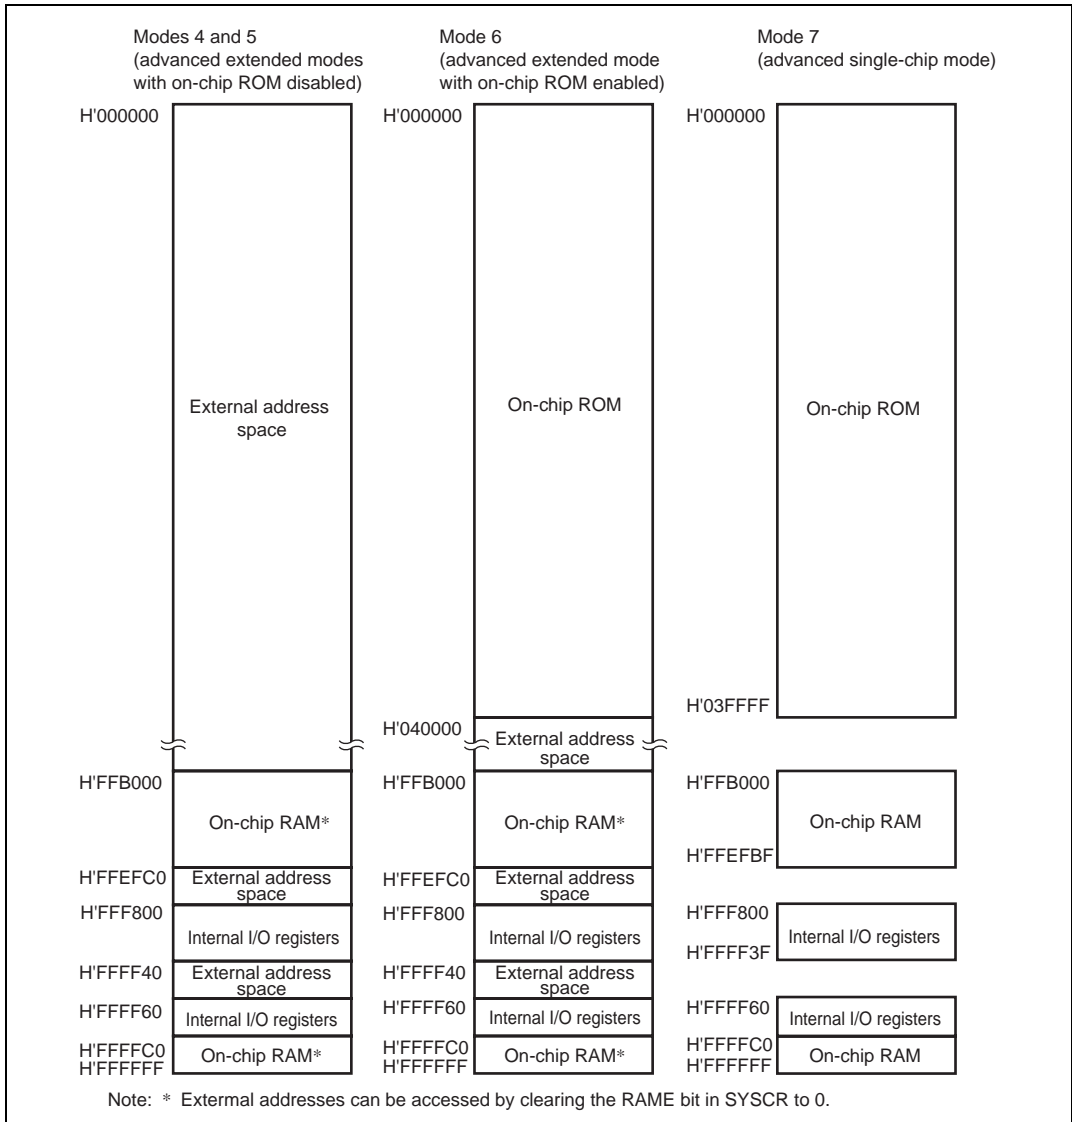 Modes 4 and 5
(advanced extended modes
with on-chip ROM disabled)
H'000000
External address
space
H'FFB000
On-chip RAM*
H'FFEFC0
External address
space
H'FFF800
Internal I/O registers
H'FFFF40
External address
space
H'FFFF60
Internal I/O registers
H'FFFFC0
On-chip RAM*
H'FFFFFF
Mode 6
(advanced extended mode
with on-chip ROM enabled)
H'000000
On-chip ROM
H'040000
External address
space
H'FFB000
On-chip RAM*
H'FFEFC0
External address
space
H'FFF800
Internal I/O registers
H'FFFF40
External address
space
H'FFFF60
Internal I/O registers
H'FFFFC0
On-chip RAM*
H'FFFFFF
Mode 7
(advanced single-chip mode)
H'000000
On-chip ROM
H'03FFFF
H'FFB000
On-chip RAM
H'FFEFBF
H'FFF800
Internal I/O registers
H'FFFF3F
H'FFFF60
Internal I/O registers
H'FFFFC0
On-chip RAM
H'FFFFFF
Note: * Extermal addresses can be accessed by clearing the RAME bit in SYSCR to 0.